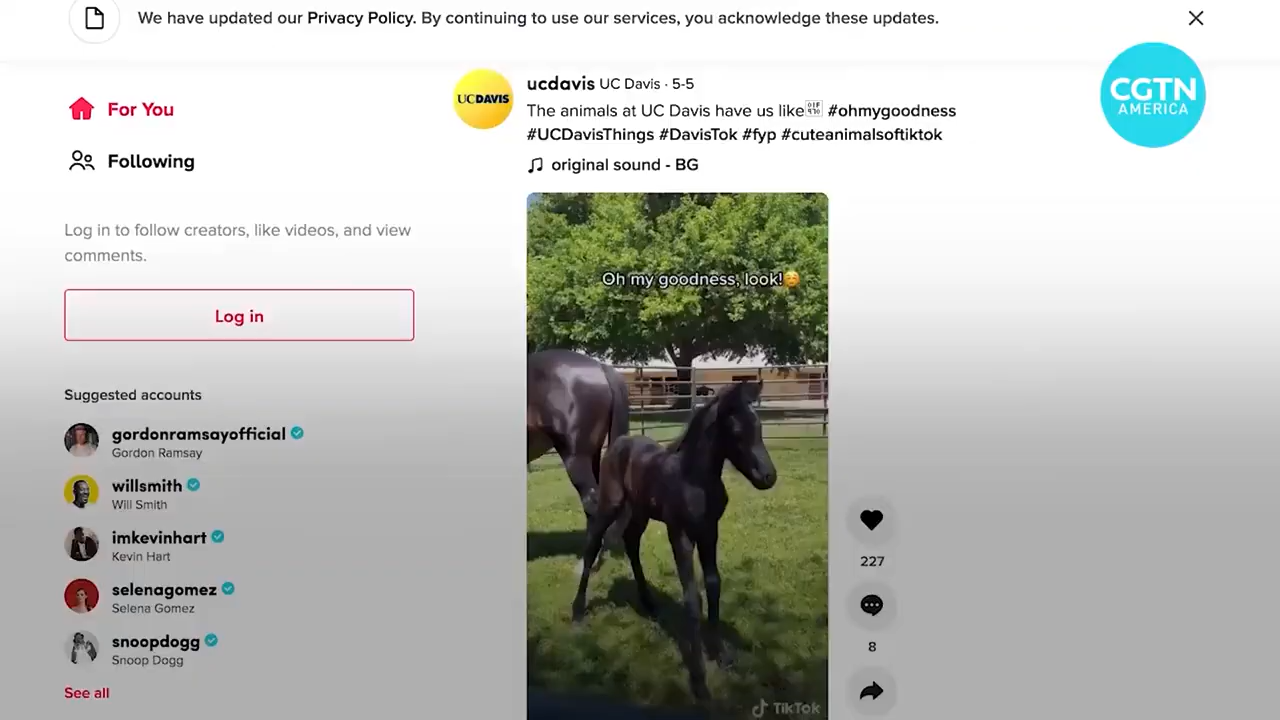 We have updated our Privacy Policy. By continuing to use our services, you acknowledge these updates.
CGTN
AMERICA
For You
Following
Log in to follow creators, like videos, and view
comments.
Log in
Suggested accounts
gordonramsayofficial
Gordon Ramsay
willsmith
Will Smith
imkevinhart
Kevin Hart
selenagomez
Selena Gomez
snoopdogg
Snoop Dogg
See all
UCDAVIS
ucdavis UC Davis · 5-5
The animals at UC Davis have us like #ohmygoodness
#UCDavisThings #DavisTok #fyp #cuteanimalsoftiktok
original sound - BG
Oh my goodness, look!☺️
TikTok
227
8